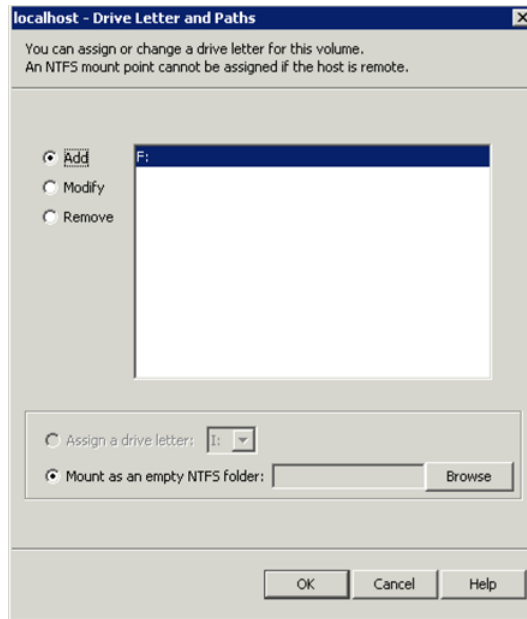 localhost - Drive Letter and Paths
You can assign or change a drive letter for this volume.
An NTFS mount point cannot be assigned if the host is remote.
Add
F:
Modify
Remove
Assign a drive letter: I:
Mount as an empty NTFS folder: Browse
OK Cancel Help